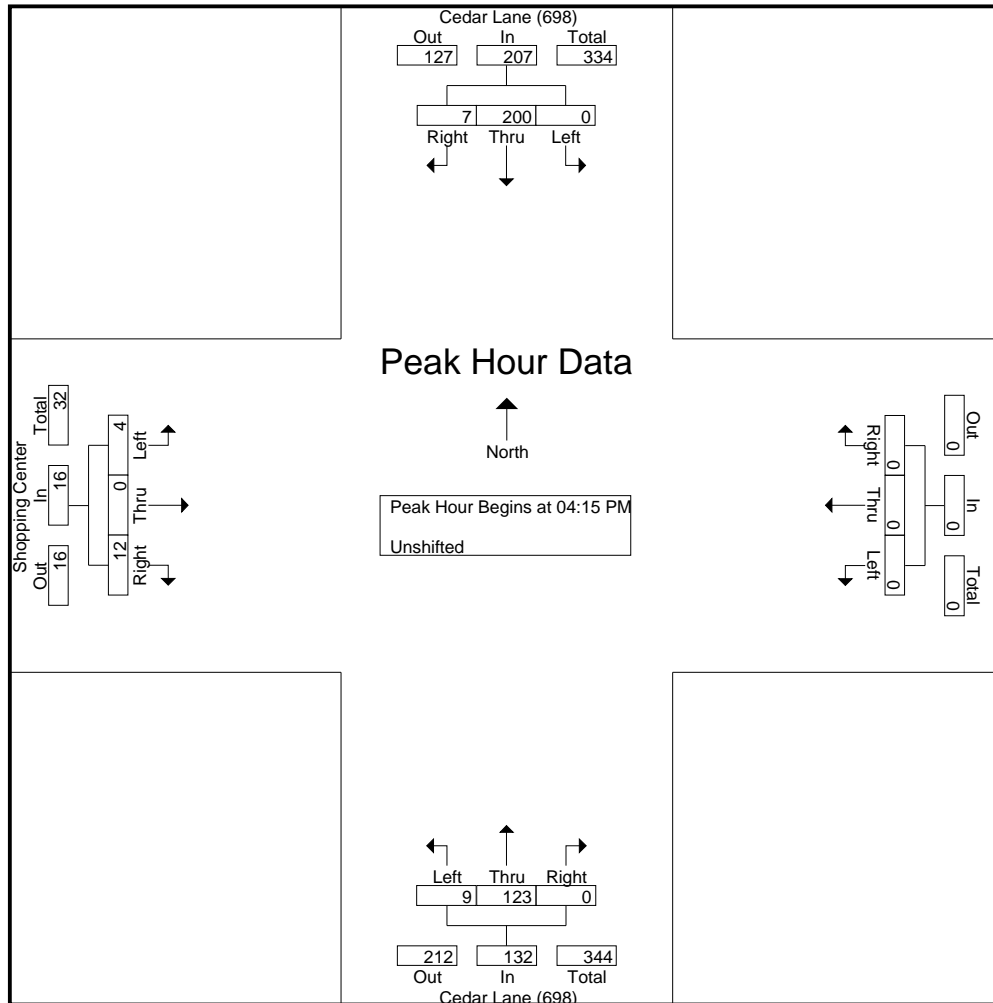 Cedar Lane (698)
Out In Total
127 207 334
7 200 0
Right Thru Left
Peak Hour Data
North
Peak Hour Begins at 04:15 PM
Unshifted
Shopping Center
Out In Total
16 16 32
Left Thru Right
4 0 12
Out In Total
0 0 0
Right Thru Left
0 0 0
Left Thru Right
9 123 0
212 132 344
Out In Total
Cedar Lane (698)